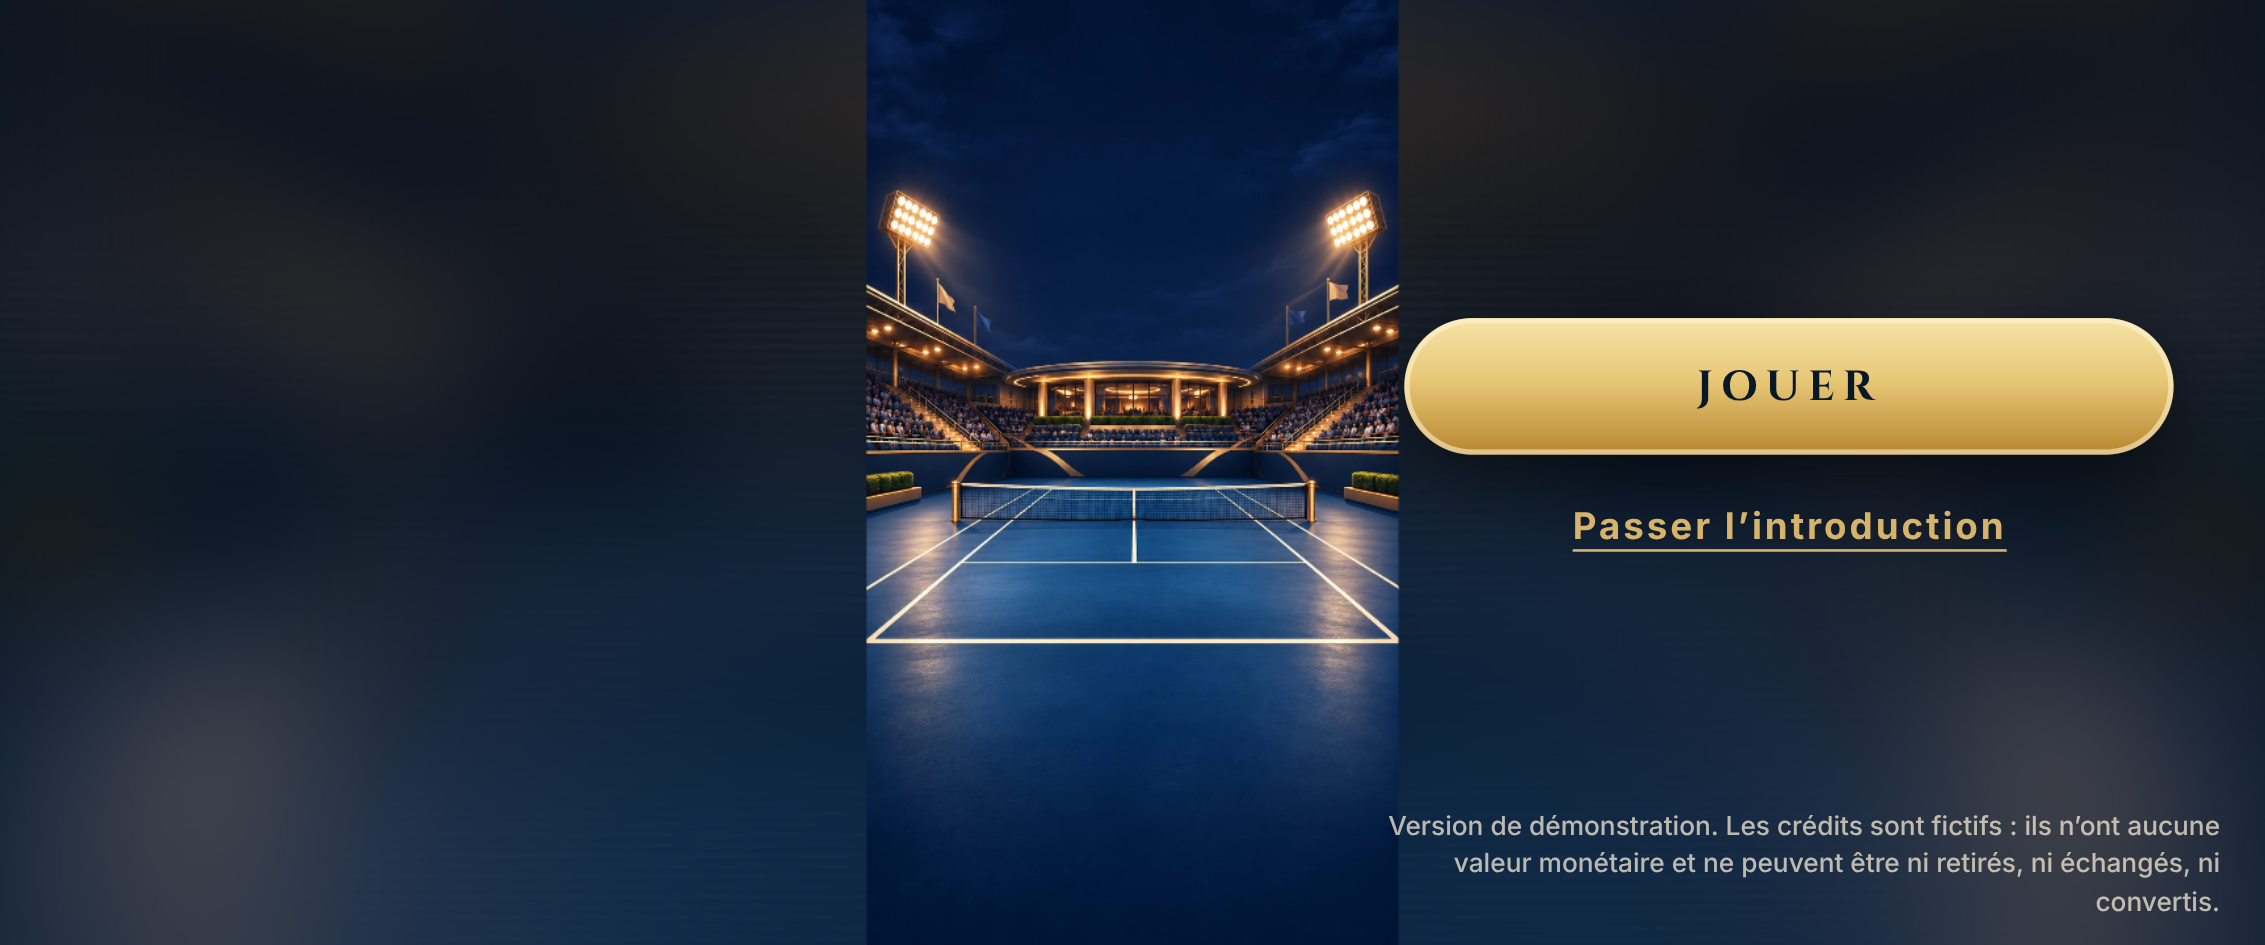 JOUER
Passer l’introduction
Version de démonstration. Les crédits sont fictifs : ils n’ont aucune
valeur monétaire et ne peuvent être ni retirés, ni échangés, ni
convertis.